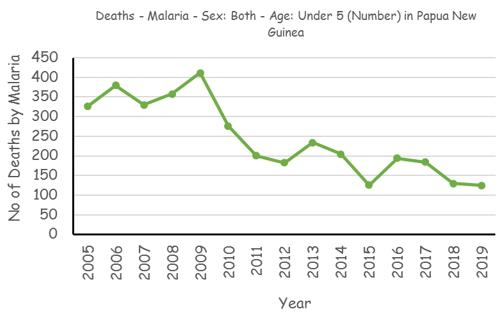 Deaths - Malaria - Sex: Both - Age: Under 5 (Number) in Papua New
Guinea
No of Deaths by Malaria
450
400
350
300
250
200
150
100
50
0
2005 2006 2007 2008 2009 2010 2011 2012 2013 2014 2015 2016 2017 2018 2019
Year